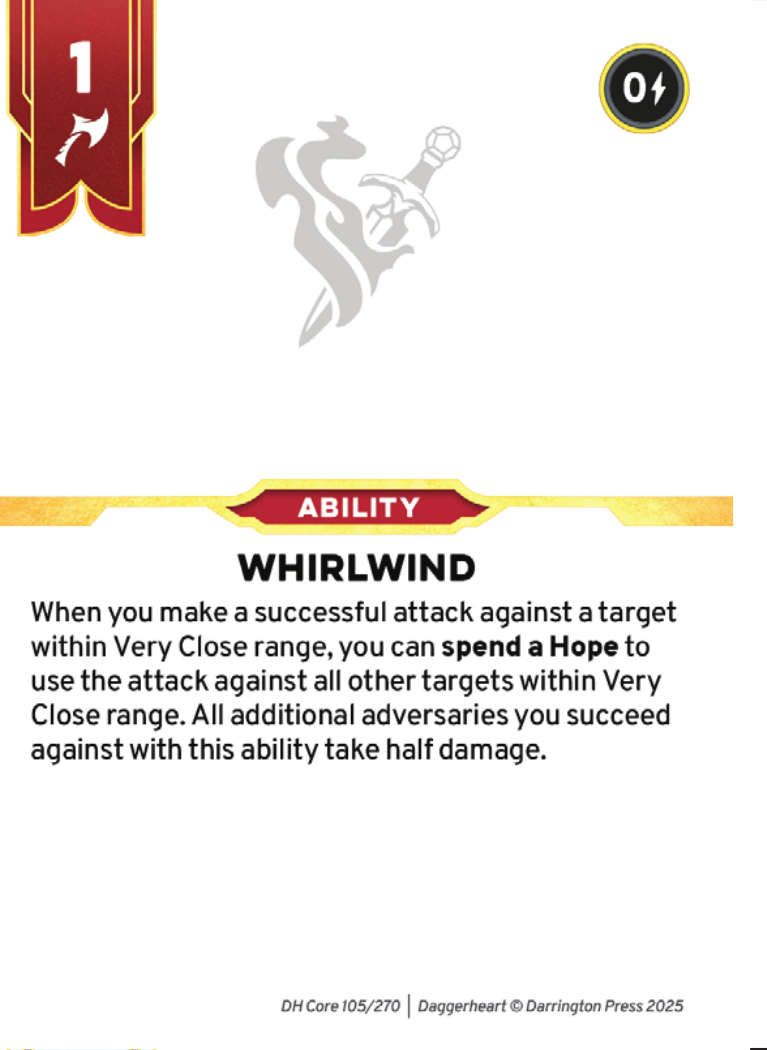 1
0
ABILITY
WHIRLWIND
When you make a successful attack against a target
within Very Close range, you can spend a Hope to
use the attack against all other targets within Very
Close range. All additional adversaries you succeed
against with this ability take half damage.
DH Core 105/270 | Daggerheart © Darrington Press 2025